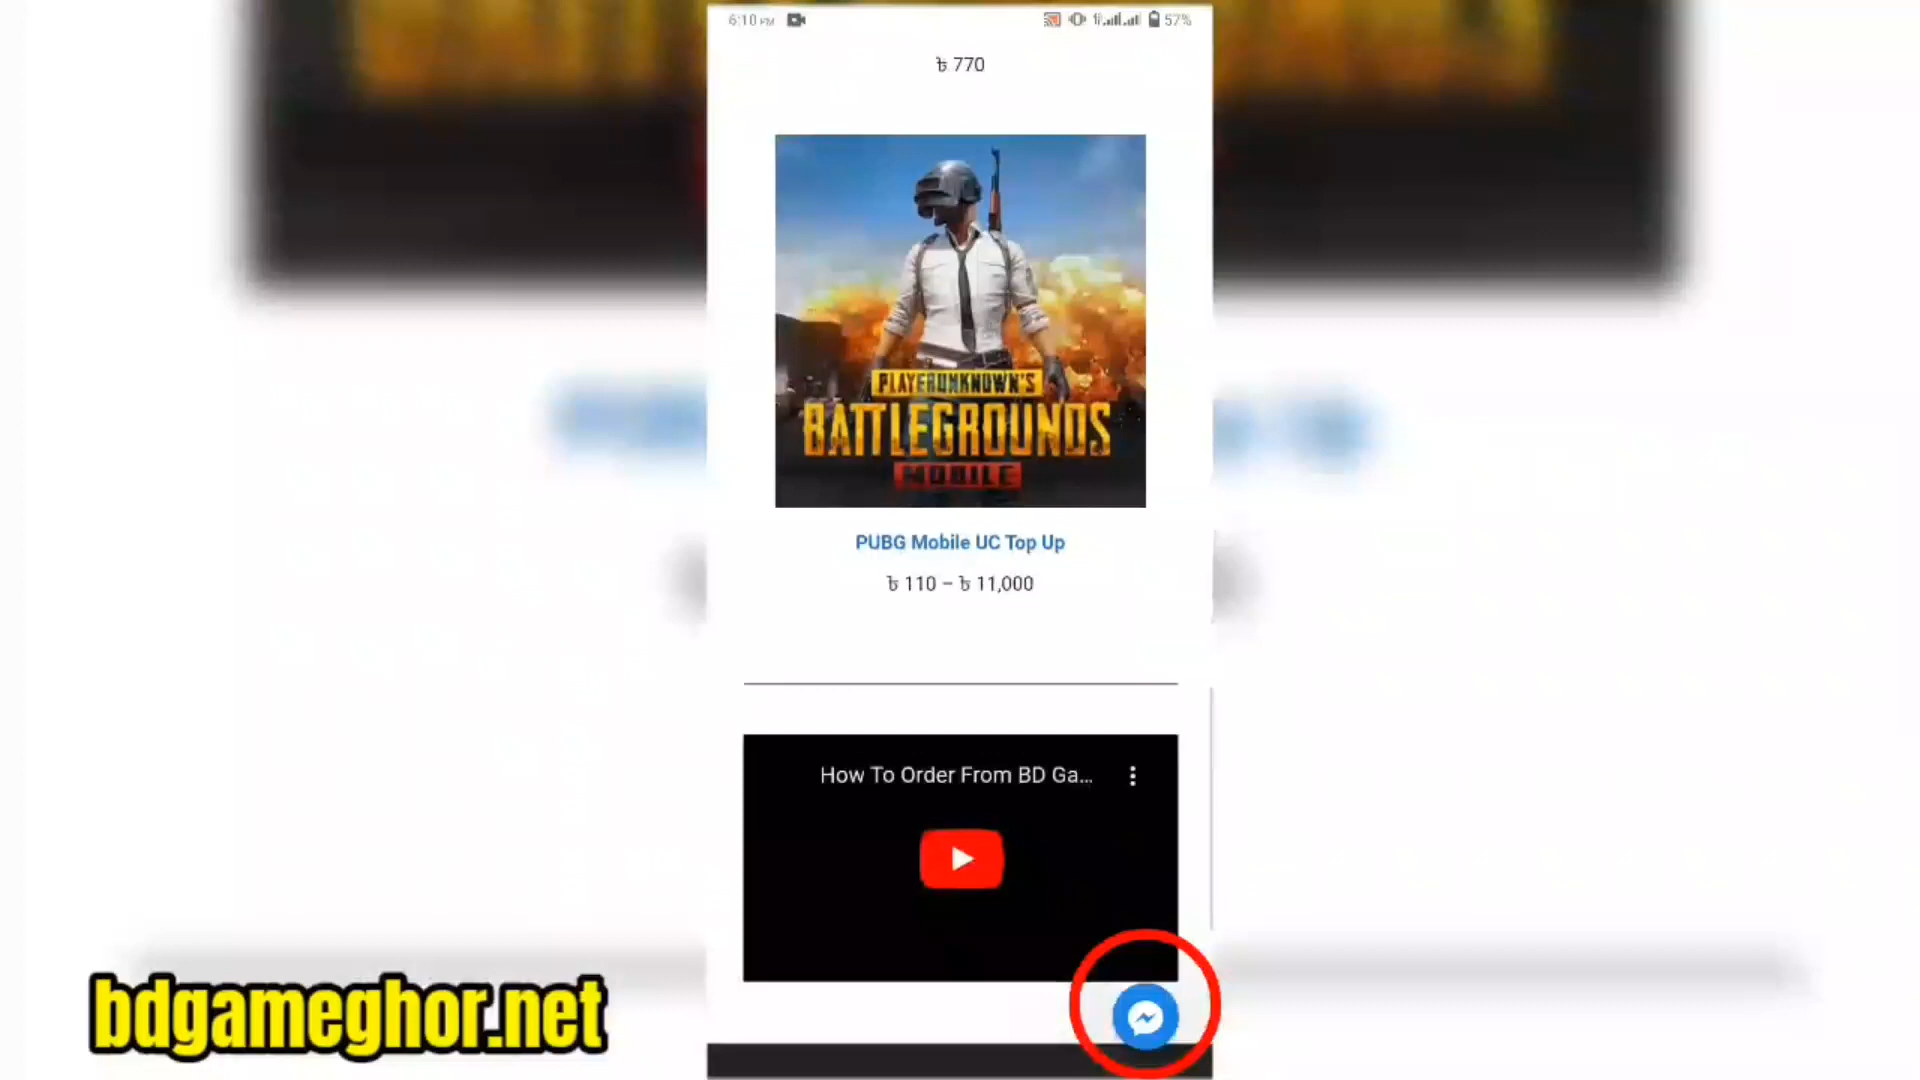 6:10 PM
57%
৳ 770
PLAYERUNKNOWN'S
BATTLEGROUNDS
MOBILE
PUBG Mobile UC Top Up
৳ 110 – ৳ 11,000
How To Order From BD Ga...
bdgameghor.net